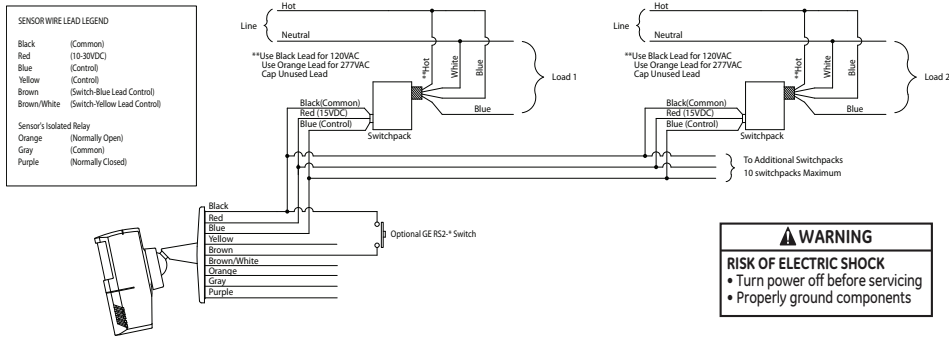 SENSOR WIRE LEAD LEGEND
Black (Common)
Red (10-30VDC)
Blue (Control)
Yellow (Control)
Brown (Switch-Blue Lead Control)
Brown/White (Switch-Yellow Lead Control)
Sensor's Isolated Relay
Orange (Normally Open)
Gray (Common)
Purple (Normally Closed)
Hot
Line
Neutral
**Use Black Lead for 120VAC
Use Orange Lead for 277VAC
Cap Unused Lead
**Hot
White
Blue
Load 1
Black(Common)
Red (15VDC)
Blue (Control)
Blue
Switchpack
Hot
Line
Neutral
**Use Black Lead for 120VAC
Use Orange Lead for 277VAC
Cap Unused Lead
**Hot
White
Blue
Load 2
Black(Common)
Red (15VDC)
Blue (Control)
Blue
Switchpack
To Additional Switchpacks
10 switchpacks Maximum
Black
Red
Blue
Yellow
Brown
Brown/White
Orange
Gray
Purple
Optional GE RS2-* Switch
WARNING
RISK OF ELECTRIC SHOCK
• Turn power off before servicing
• Properly ground components